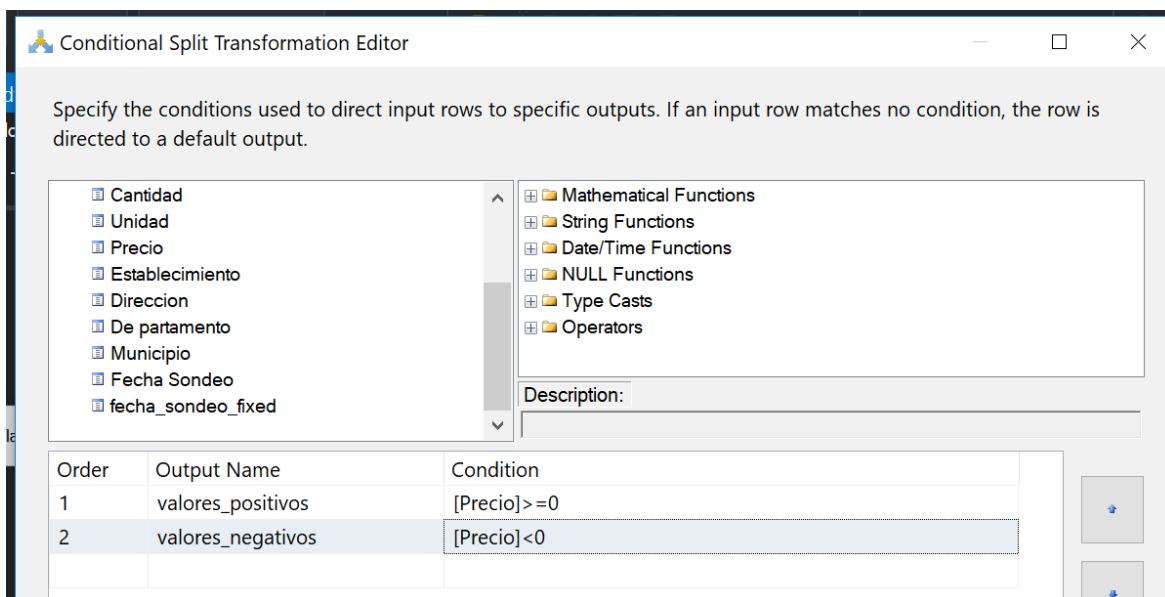 Conditional Split Transformation Editor
Specify the conditions used to direct input rows to specific outputs. If an input row matches no condition, the row is
directed to a default output.
Cantidad
Unidad
Precio
Establecimiento
Direccion
De partamento
Municipio
Fecha Sondeo
fecha_sondeo_fixed
Mathematical Functions
String Functions
Date/Time Functions
NULL Functions
Type Casts
Operators
Description:
Order Output Name Condition
1 valores_positivos [Precio]>=0
2 valores_negativos [Precio]<0